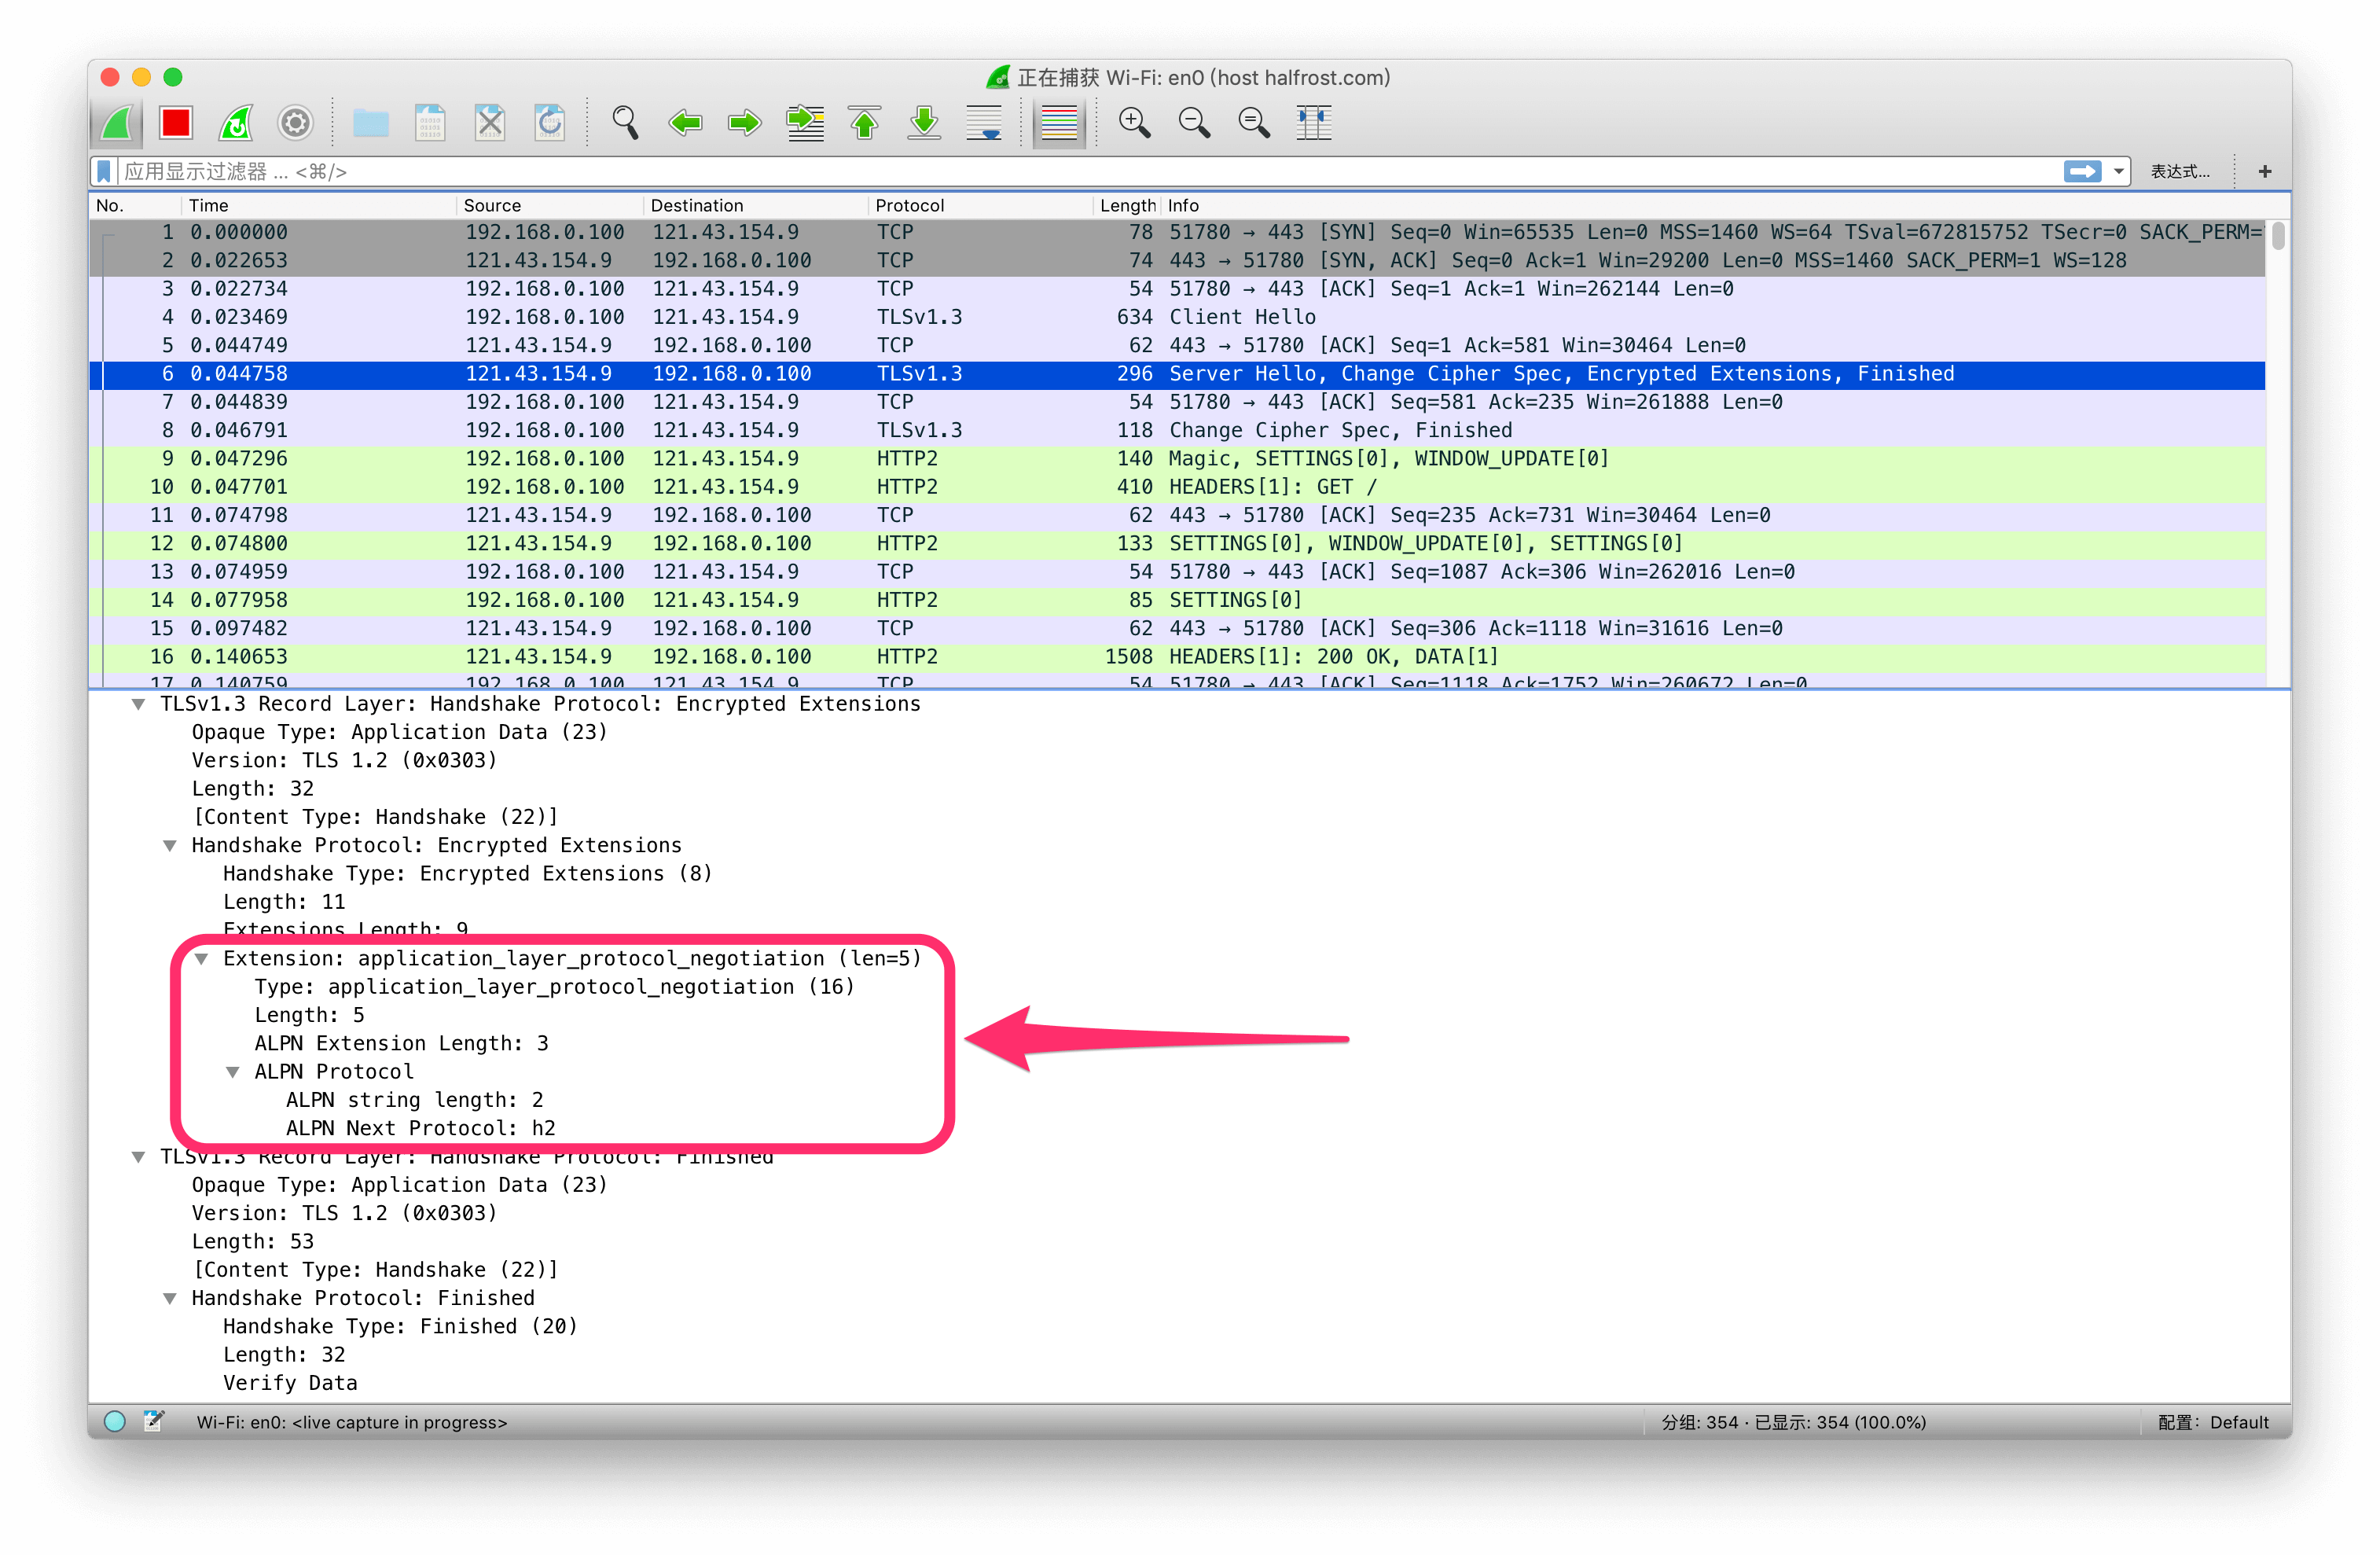 正在捕获 Wi-Fi: en0 (host halfrost.com)
应用显示过滤器 ... <⌘/>
表达式... +
No. Time Source Destination Protocol Length Info
1 0.000000 192.168.0.100 121.43.154.9 TCP 78 51780 → 443 [SYN] Seq=0 Win=65535 Len=0 MSS=1460 WS=64 TSval=672815752 TSecr=0 SACK_PERM=
2 0.022653 121.43.154.9 192.168.0.100 TCP 74 443 → 51780 [SYN, ACK] Seq=0 Ack=1 Win=29200 Len=0 MSS=1460 SACK_PERM=1 WS=128
3 0.022734 192.168.0.100 121.43.154.9 TCP 54 51780 → 443 [ACK] Seq=1 Ack=1 Win=262144 Len=0
4 0.023469 192.168.0.100 121.43.154.9 TLSv1.3 634 Client Hello
5 0.044749 121.43.154.9 192.168.0.100 TCP 62 443 → 51780 [ACK] Seq=1 Ack=581 Win=30464 Len=0
6 0.044758 121.43.154.9 192.168.0.100 TLSv1.3 296 Server Hello, Change Cipher Spec, Encrypted Extensions, Finished
7 0.044839 192.168.0.100 121.43.154.9 TCP 54 51780 → 443 [ACK] Seq=581 Ack=235 Win=261888 Len=0
8 0.046791 192.168.0.100 121.43.154.9 TLSv1.3 118 Change Cipher Spec, Finished
9 0.047296 192.168.0.100 121.43.154.9 HTTP2 140 Magic, SETTINGS[0], WINDOW_UPDATE[0]
10 0.047701 192.168.0.100 121.43.154.9 HTTP2 410 HEADERS[1]: GET /
11 0.074798 121.43.154.9 192.168.0.100 TCP 62 443 → 51780 [ACK] Seq=235 Ack=731 Win=30464 Len=0
12 0.074800 121.43.154.9 192.168.0.100 HTTP2 133 SETTINGS[0], WINDOW_UPDATE[0], SETTINGS[0]
13 0.074959 192.168.0.100 121.43.154.9 TCP 54 51780 → 443 [ACK] Seq=1087 Ack=306 Win=262016 Len=0
14 0.077958 192.168.0.100 121.43.154.9 HTTP2 85 SETTINGS[0]
15 0.097482 121.43.154.9 192.168.0.100 TCP 62 443 → 51780 [ACK] Seq=306 Ack=1118 Win=31616 Len=0
16 0.140653 121.43.154.9 192.168.0.100 HTTP2 1508 HEADERS[1]: 200 OK, DATA[1]
17 0.140759 192.168.0.100 121.43.154.9 TCP 54 51780 → 443 [ACK] Seq=1118 Ack=1752 Win=260672 Len=0
TLSv1.3 Record Layer: Handshake Protocol: Encrypted Extensions
Opaque Type: Application Data (23)
Version: TLS 1.2 (0x0303)
Length: 32
[Content Type: Handshake (22)]
Handshake Protocol: Encrypted Extensions
Handshake Type: Encrypted Extensions (8)
Length: 11
Extensions Length: 9
Extension: application_layer_protocol_negotiation (len=5)
Type: application_layer_protocol_negotiation (16)
Length: 5
ALPN Extension Length: 3
ALPN Protocol
ALPN string length: 2
ALPN Next Protocol: h2
TLSv1.3 Record Layer: Handshake Protocol: Finished
Opaque Type: Application Data (23)
Version: TLS 1.2 (0x0303)
Length: 53
[Content Type: Handshake (22)]
Handshake Protocol: Finished
Handshake Type: Finished (20)
Length: 32
Verify Data
Wi-Fi: en0: <live capture in progress>
分组: 354 · 已显示: 354 (100.0%)
配置: Default